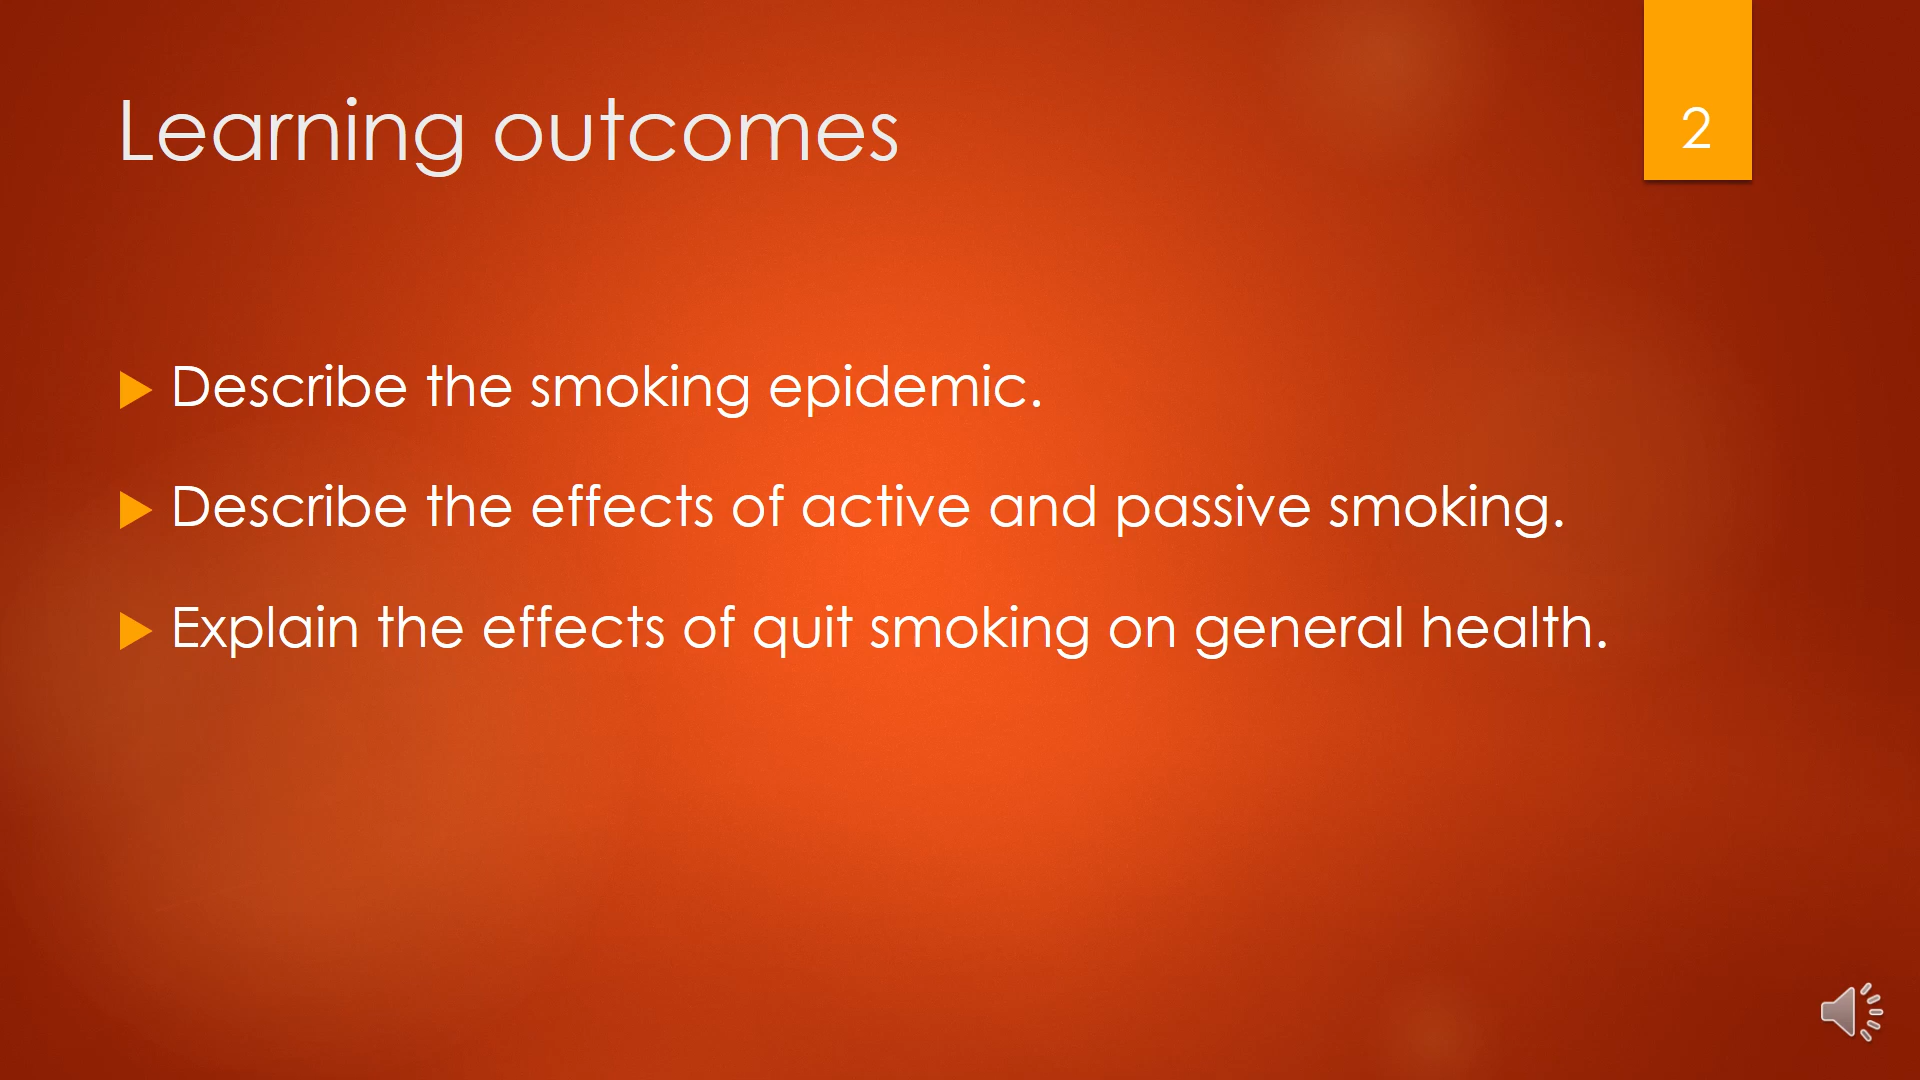 Learning outcomes
2
Describe the smoking epidemic.
Describe the effects of active and passive smoking.
Explain the effects of quit smoking on general health.